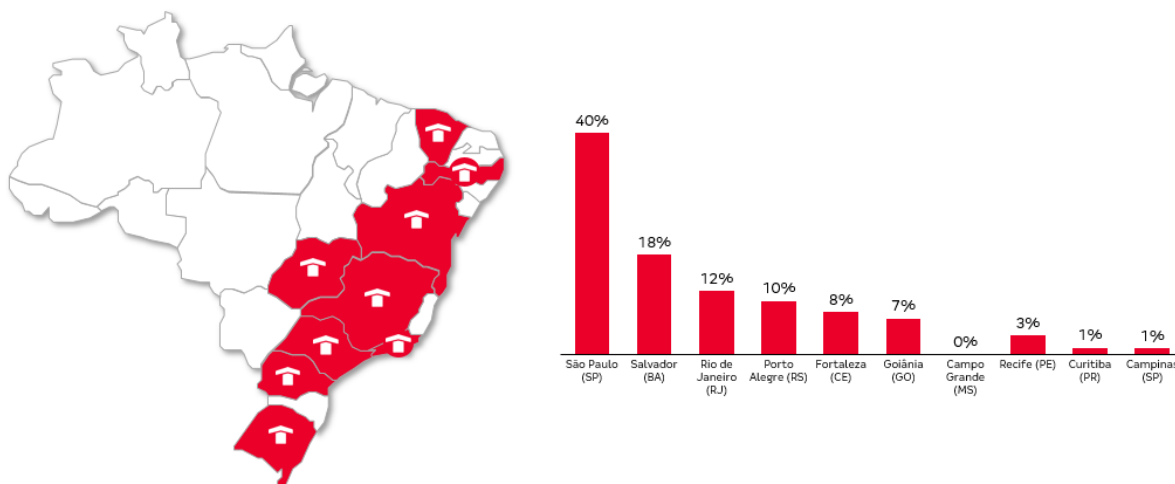 40%
18%
12%
10%
8%
7%
0%
3%
1%
1%
São Paulo
(SP)
Salvador
(BA)
Rio de
Janeiro
(RJ)
Porto
Alegre (RS)
Fortaleza
(CE)
Goiânia
(GO)
Campo
Grande
(MS)
Recife (PE)
Curitiba
(PR)
Campinas
(SP)